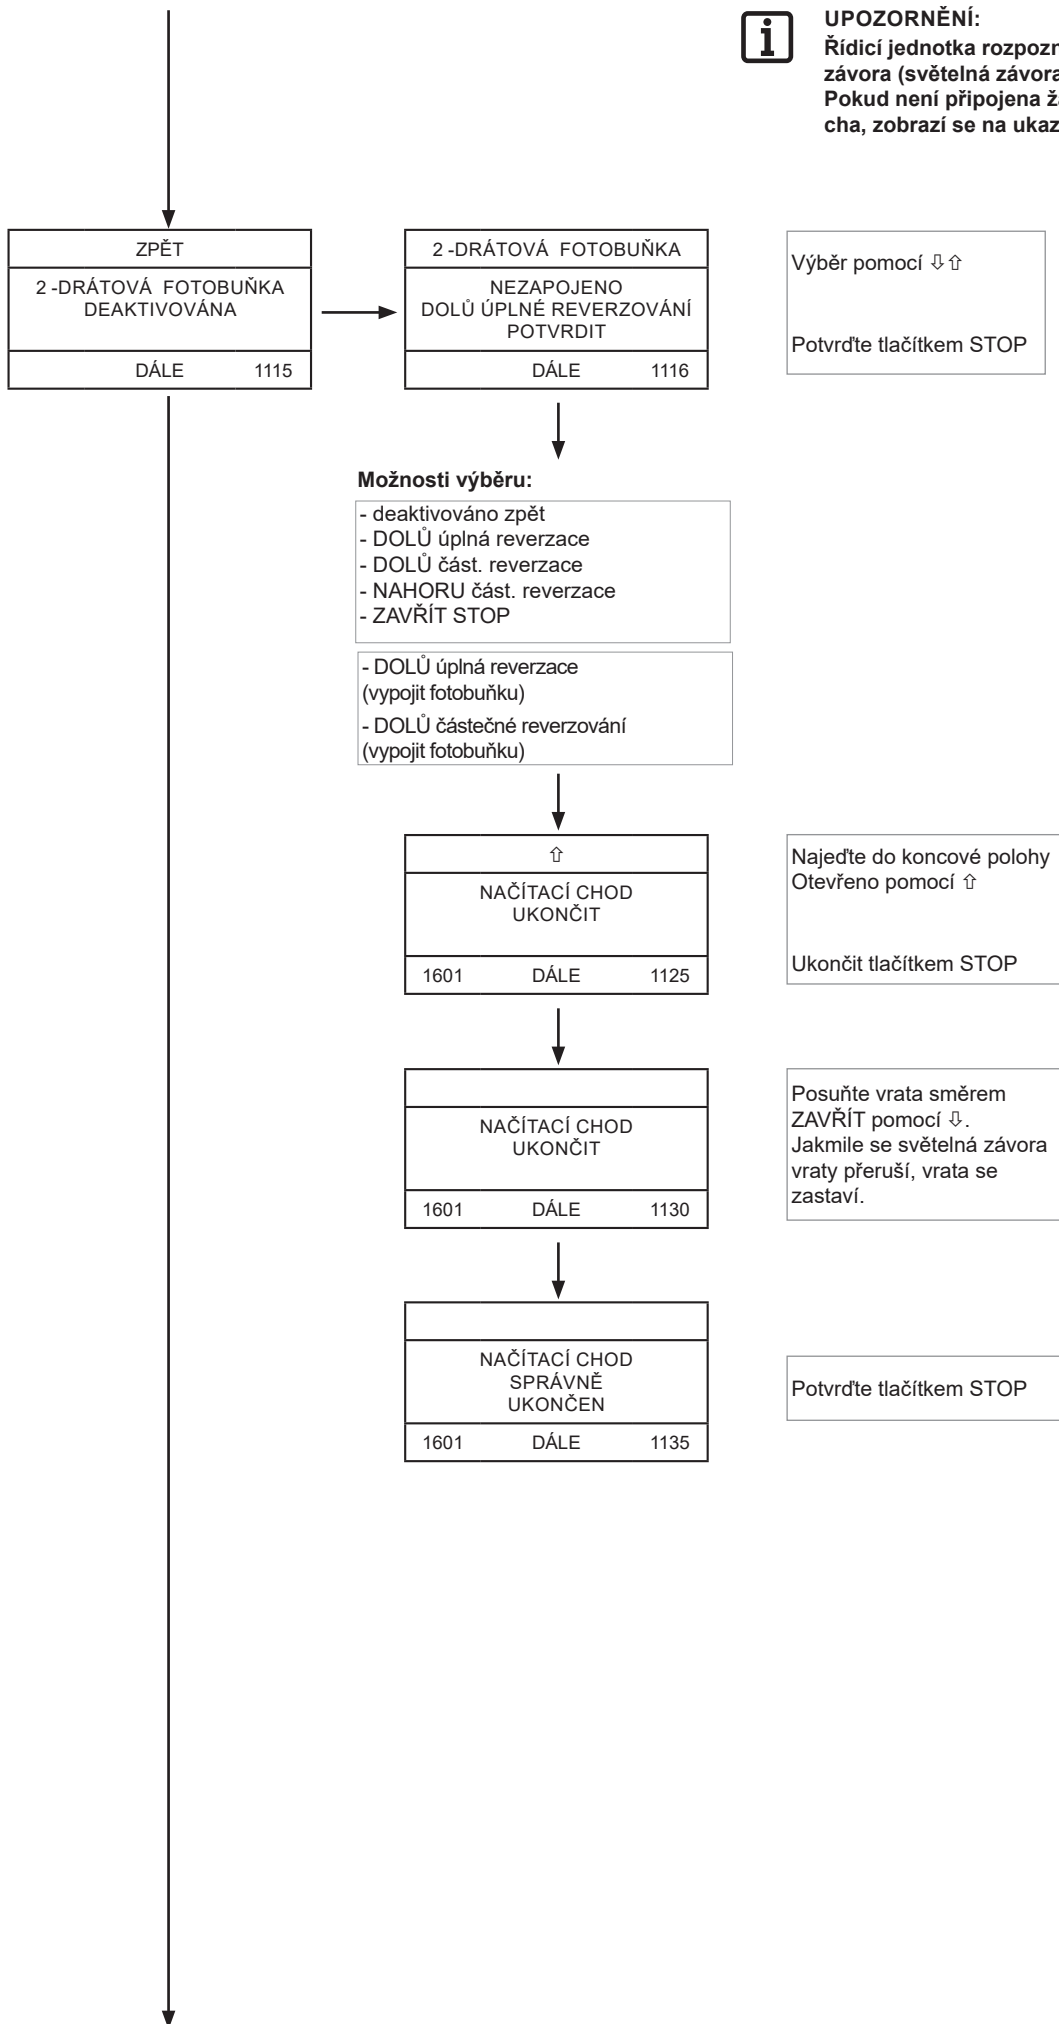 UPOZORNĚNÍ:
Řídicí jednotka rozpozn
závora (světelná závora
Pokud není připojena ž
cha, zobrazí se na ukaz
ZPĚT
2 -DRÁTOVÁ FOTOBUŇKA
DEAKTIVOVÁNA
DÁLE 1115
2 -DRÁTOVÁ FOTOBUŇKA
NEZAPOJENO
DOLŮ ÚPLNÉ REVERZOVÁNÍ
POTVRDIT
DÁLE 1116
Výběr pomocí ⇩⇧
Potvrďte tlačítkem STOP
Možnosti výběru:
- deaktivováno zpět
- DOLŮ úplná reverzace
- DOLŮ část. reverzace
- NAHORU část. reverzace
- ZAVŘÍT STOP
- DOLŮ úplná reverzace
(vypojit fotobuňku)
- DOLŮ částečné reverzování
(vypojit fotobuňku)
⇧
NAČÍTACÍ CHOD
UKONČIT
1601 DÁLE 1125
Najeďte do koncové polohy
Otevřeno pomocí ⇧
Ukončit tlačítkem STOP
NAČÍTACÍ CHOD
UKONČIT
1601 DÁLE 1130
Posuňte vrata směrem
ZAVŘÍT pomocí ⇩.
Jakmile se světelná závora
vraty přeruší, vrata se
zastaví.
NAČÍTACÍ CHOD
SPRÁVNĚ
UKONČEN
1601 DÁLE 1135
Potvrďte tlačítkem STOP